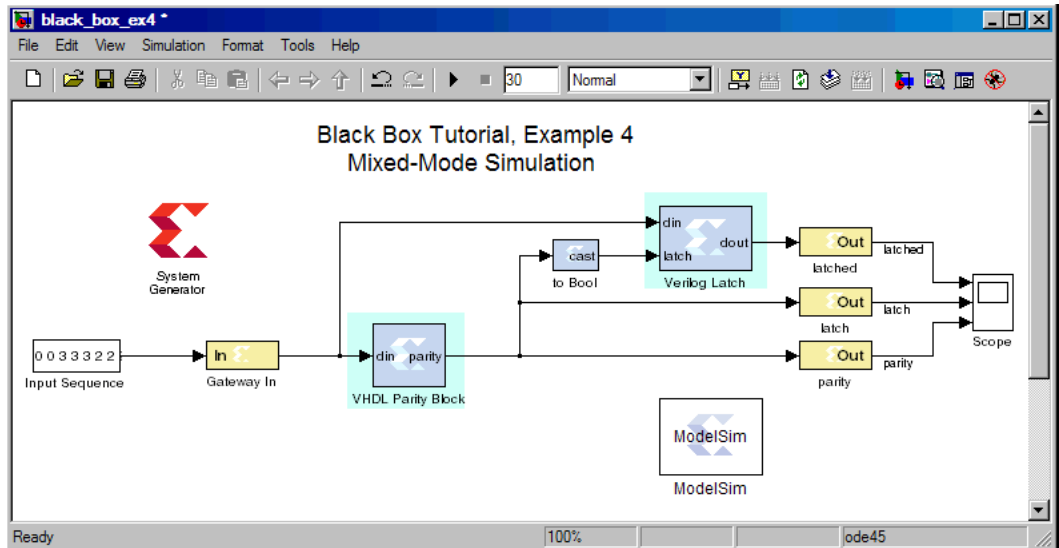 black_box_ex4 *
File Edit View Simulation Format Tools Help
30 Normal
Black Box Tutorial, Example 4
Mixed-Mode Simulation
System
Generator
din
latch
dout
Verilog Latch
cast
to Bool
Out
latched
latched
Out
latch
latch
Out
parity
parity
Scope
0 0 3 3 3 2 2
Input Sequence
In
Gateway In
din parity
VHDL Parity Block
ModelSim
ModelSim
Ready 100% ode45